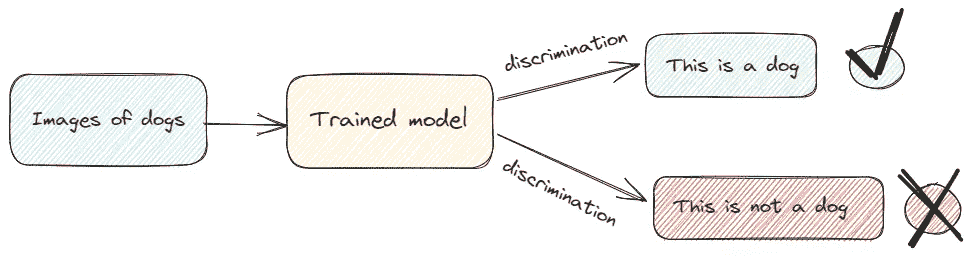 Images of dogs
Trained model
discrimination
This is a dog
discrimination
This is not a dog